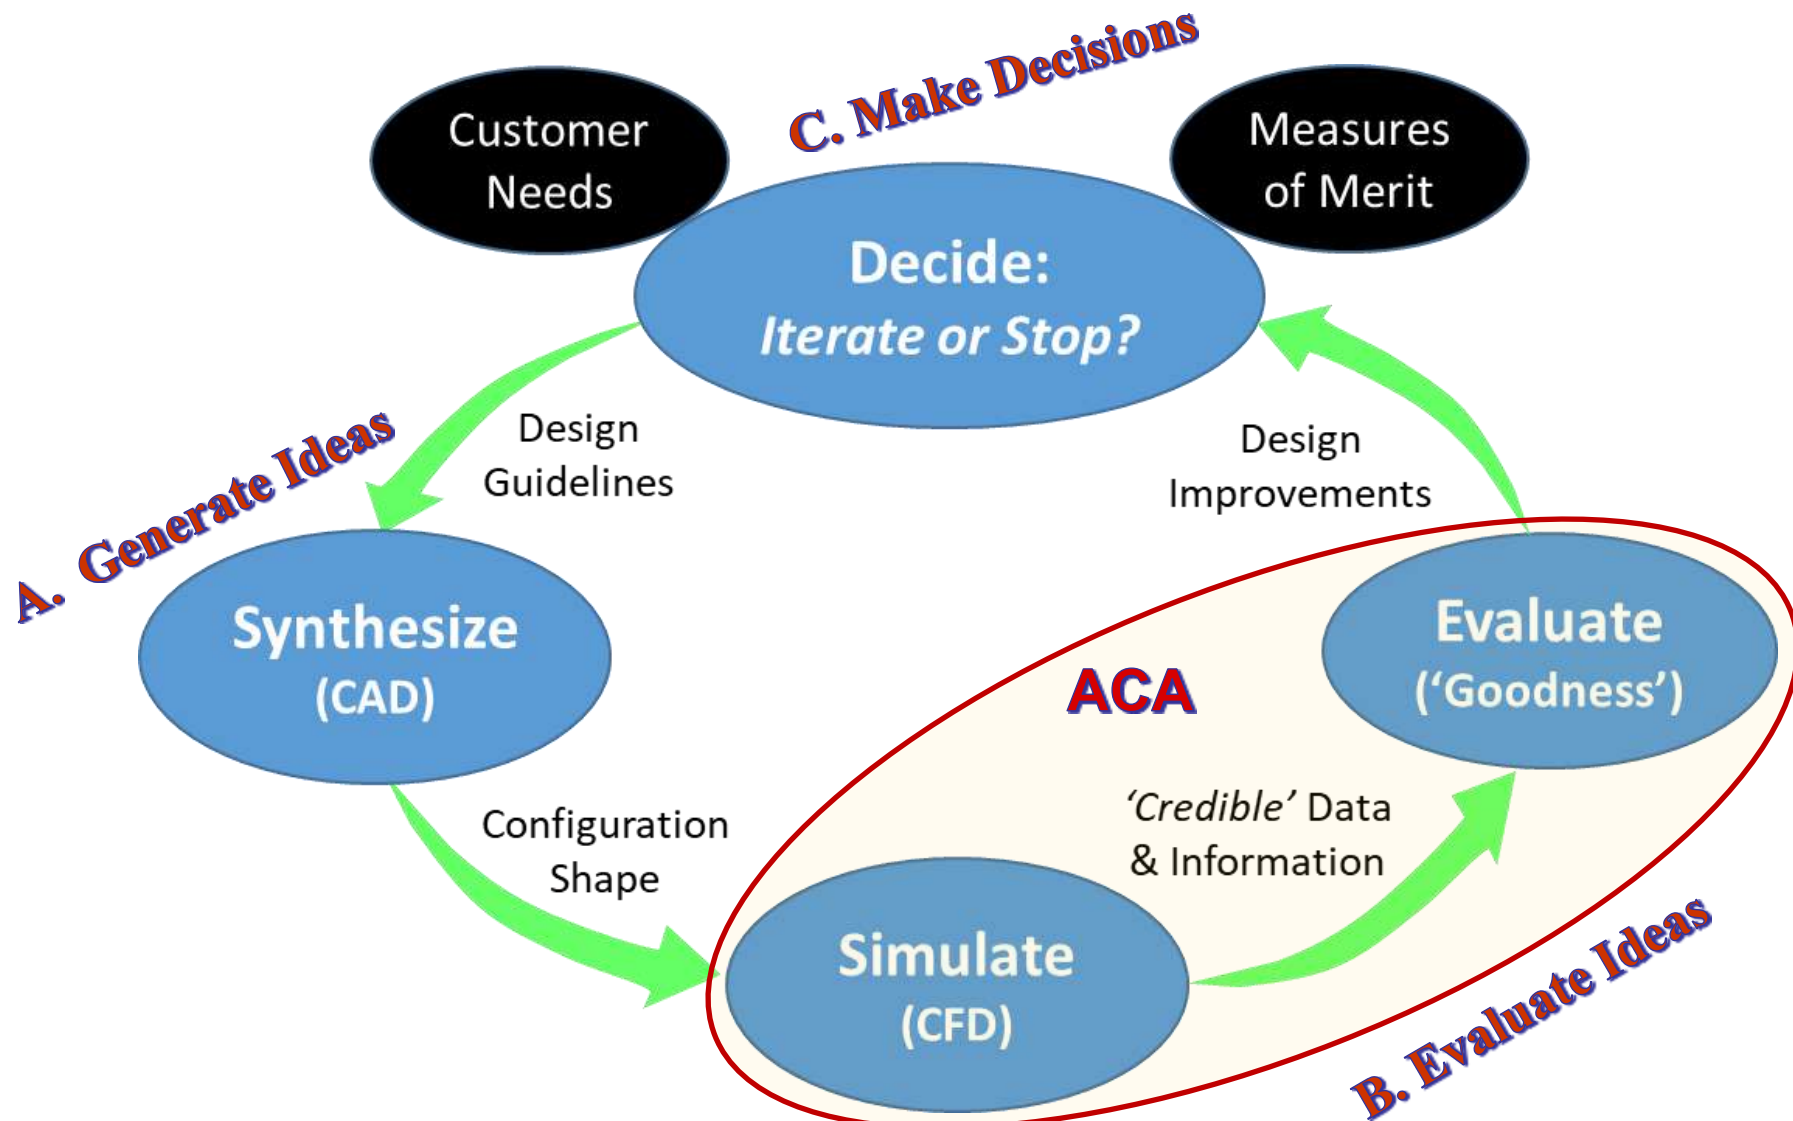 C. Make Decisions
Customer
Needs
Measures
of Merit
Decide:
Iterate or Stop?
Design
Guidelines
Design
Improvements
A. Generate Ideas
Synthesize
(CAD)
Evaluate
(‘Goodness’)
ACA
Configuration
Shape
‘Credible’ Data
& Information
Simulate
(CFD)
B. Evaluate Ideas